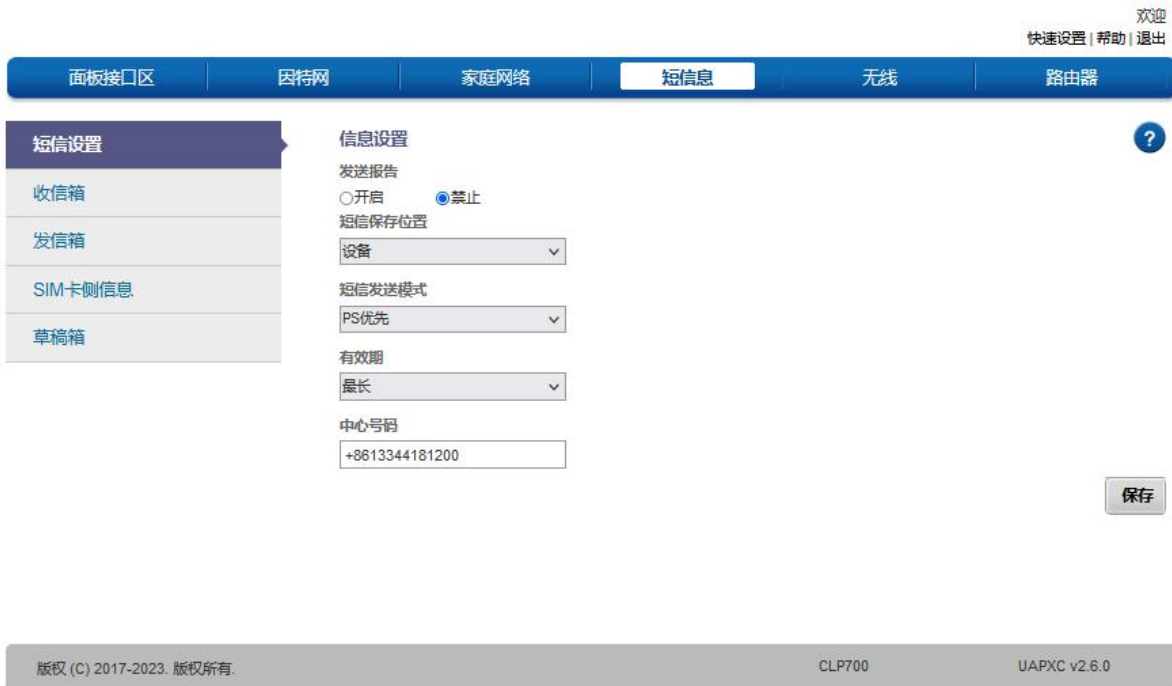 欢迎
快速设置 | 帮助 | 退出
面板接口区 因特网 家庭网络 短信息 无线 路由器
短信设置
收信箱
发信箱
SIM卡侧信息
草稿箱
信息设置
?
发送报告
开启 禁止
短信保存位置
设备
短信发送模式
PS优先
有效期
最长
中心号码
+8613344181200
保存
版权 (C) 2017-2023. 版权所有. CLP700 UAPXC v2.6.0